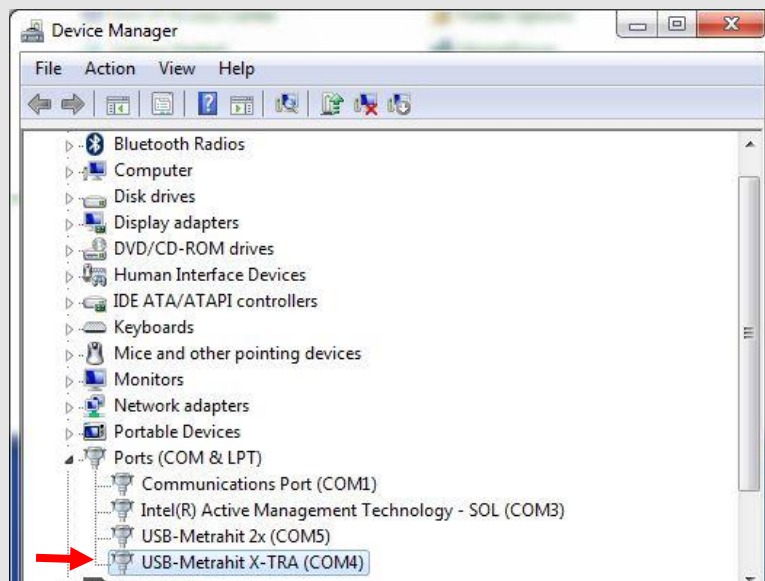 Device Manager
File Action View Help
Bluetooth Radios
Computer
Disk drives
Display adapters
DVD/CD-ROM drives
Human Interface Devices
IDE ATA/ATAPI controllers
Keyboards
Mice and other pointing devices
Monitors
Network adapters
Portable Devices
Ports (COM & LPT)
Communications Port (COM1)
Intel(R) Active Management Technology - SOL (COM3)
USB-Metrahit 2x (COM5)
USB-Metrahit X-TRA (COM4)